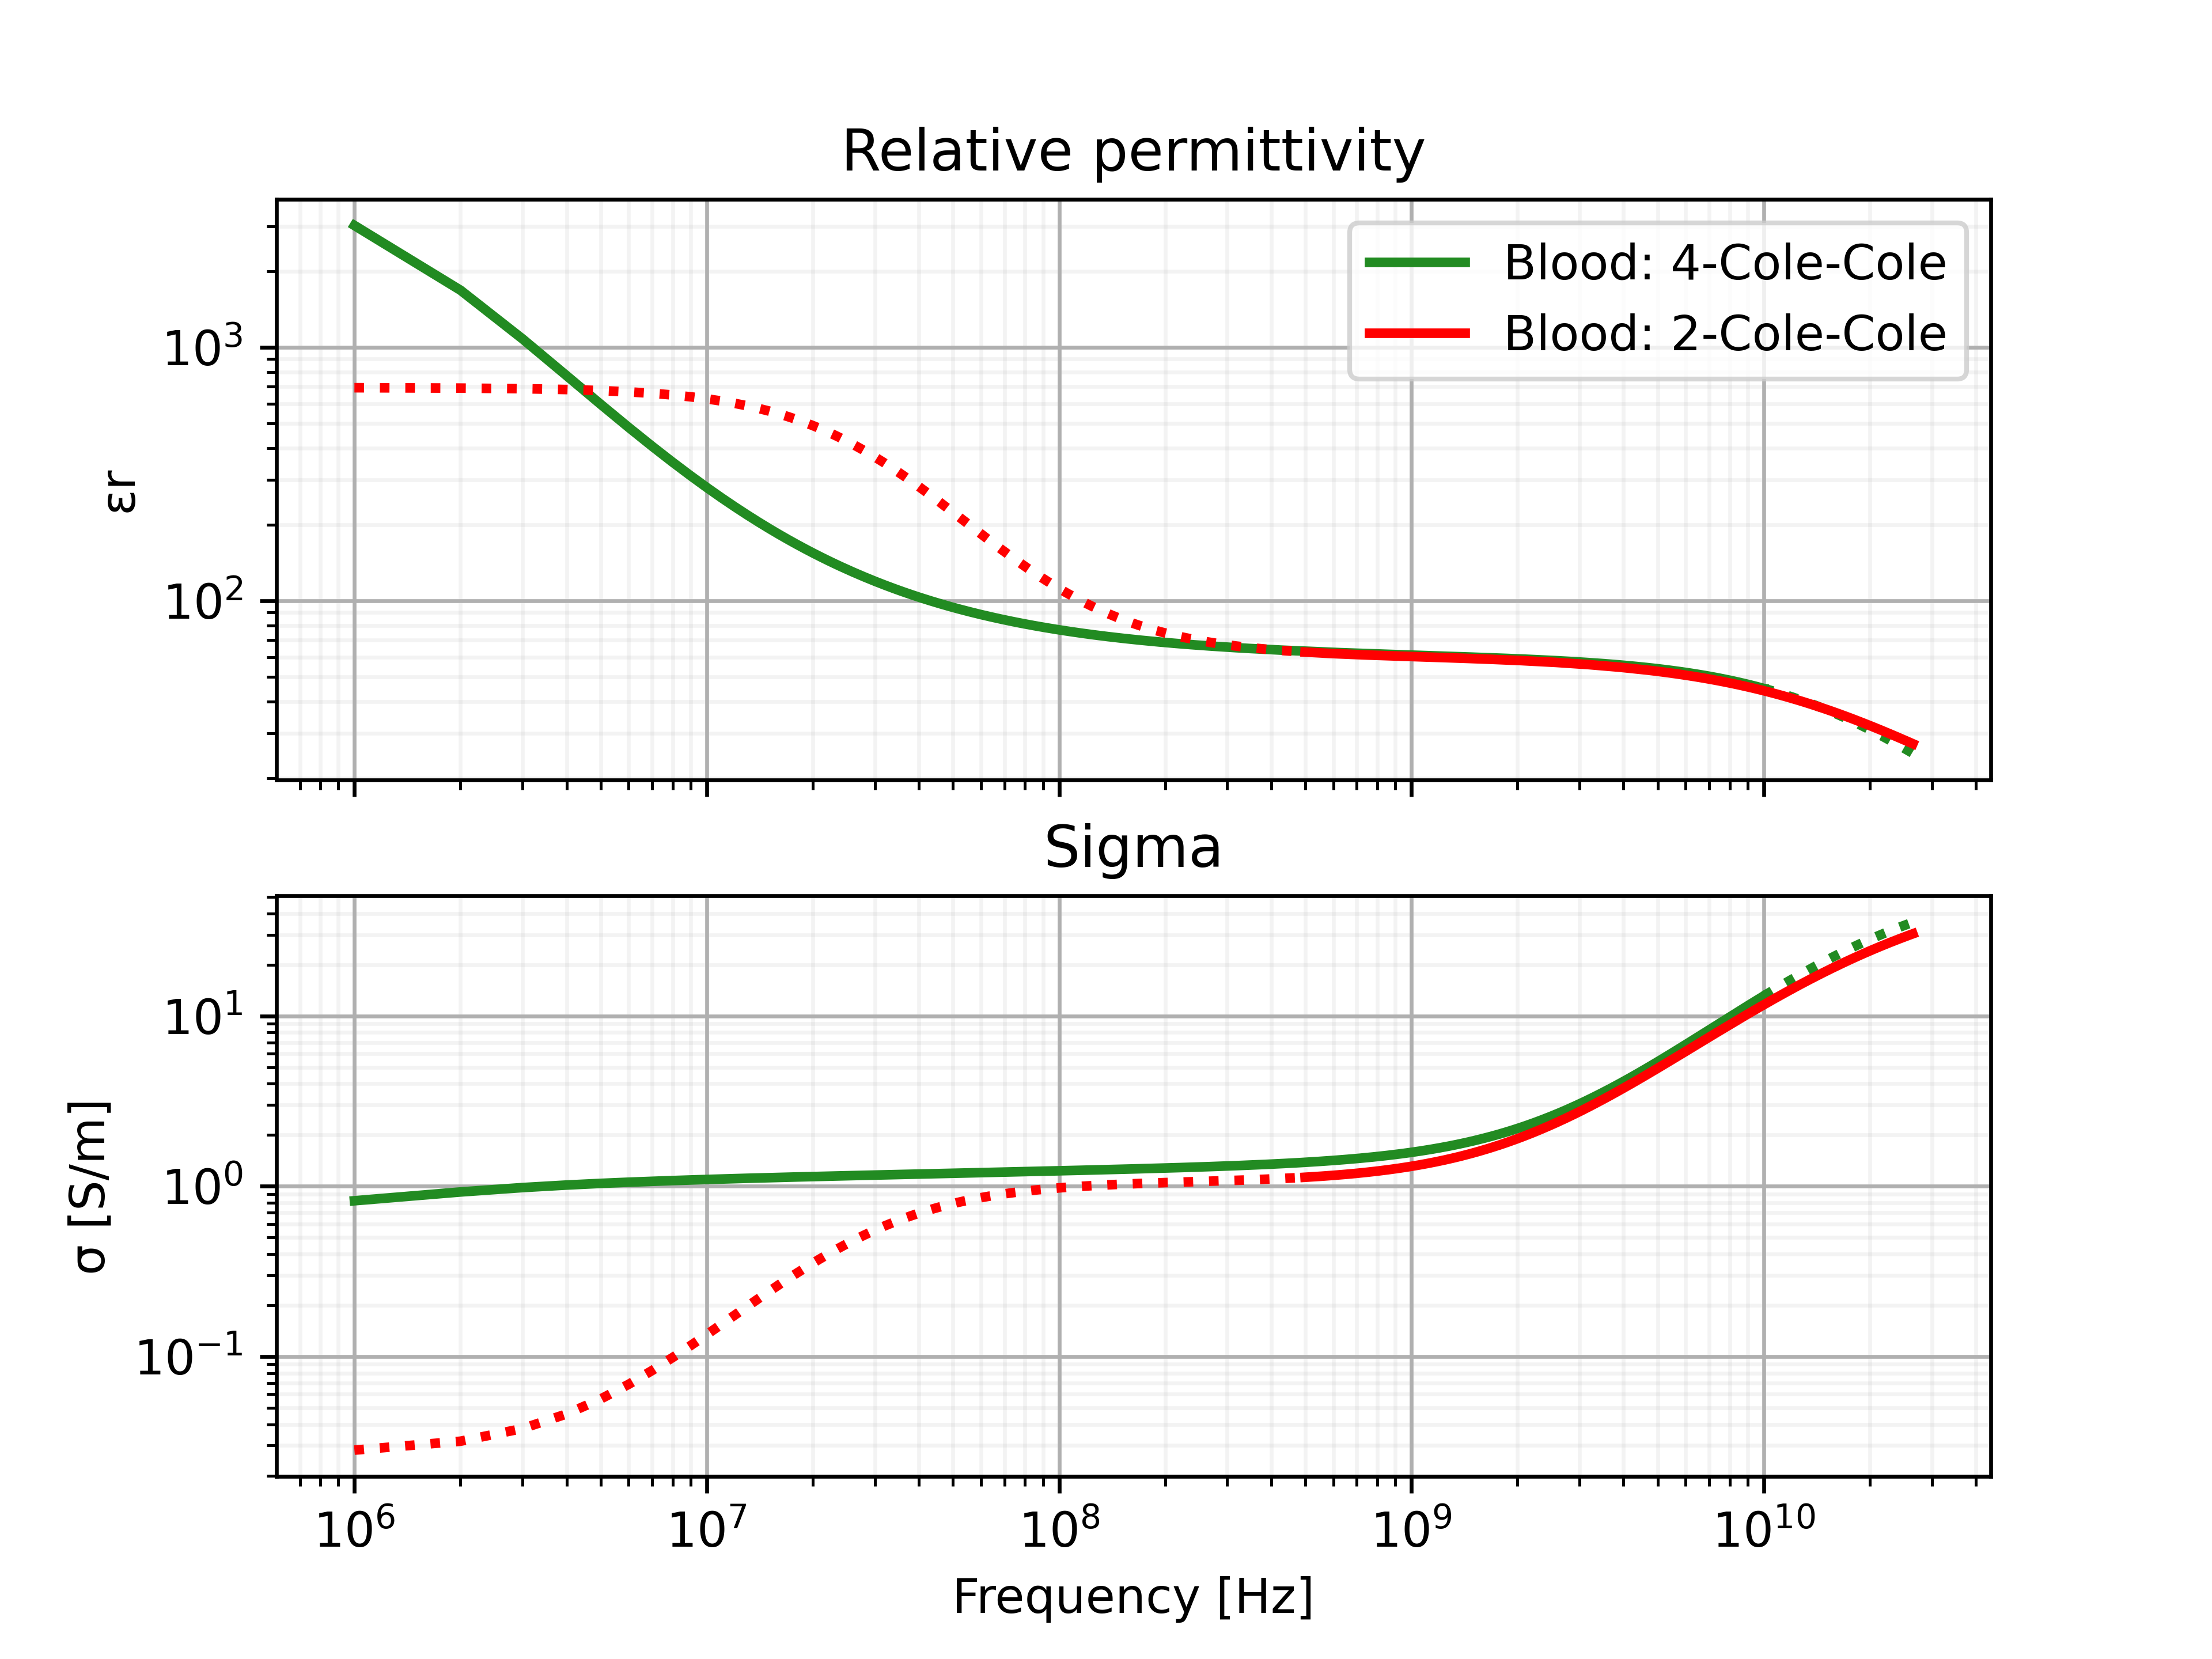 Relative permittivity
Blood: 4-Cole-Cole
Blood: 2-Cole-Cole
10³
10²
εr
Sigma
10¹
10⁰
10⁻¹
σ [S/m]
10⁶ 10⁷ 10⁸ 10⁹ 10¹⁰
Frequency [Hz]